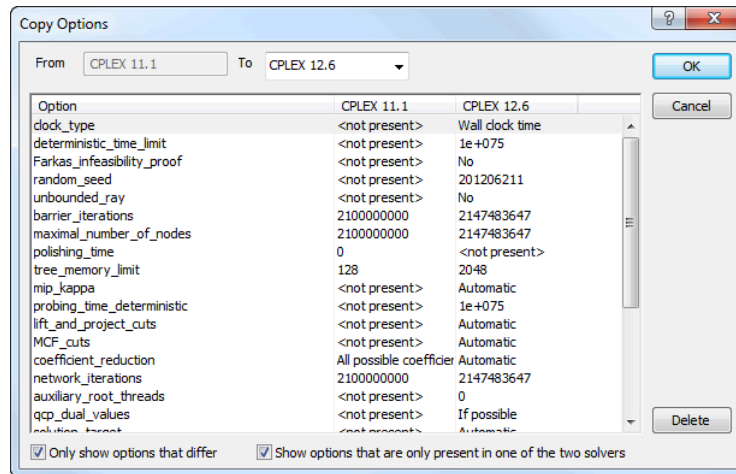 Copy Options
From CPLEX 11.1 To CPLEX 12.6 OK
Option CPLEX 11.1 CPLEX 12.6 Cancel
clock_type <not present> Wall clock time
deterministic_time_limit <not present> 1e+075
Farkas_infeasibility_proof <not present> No
random_seed <not present> 201206211
unbounded_ray <not present> No
barrier_iterations 2100000000 2147483647
maximal_number_of_nodes 2100000000 2147483647
polishing_time 0 <not present>
tree_memory_limit 128 2048
mip_kappa <not present> Automatic
probing_time_deterministic <not present> 1e+075
lift_and_project_cuts <not present> Automatic
MCF_cuts <not present> Automatic
coefficient_reduction All possible coefficier Automatic
network_iterations 2100000000 2147483647
auxiliary_root_threads <not present> 0
qcp_dual_values <not present> If possible
solution_target <not present> Automatic
Delete
Only show options that differ Show options that are only present in one of the two solvers